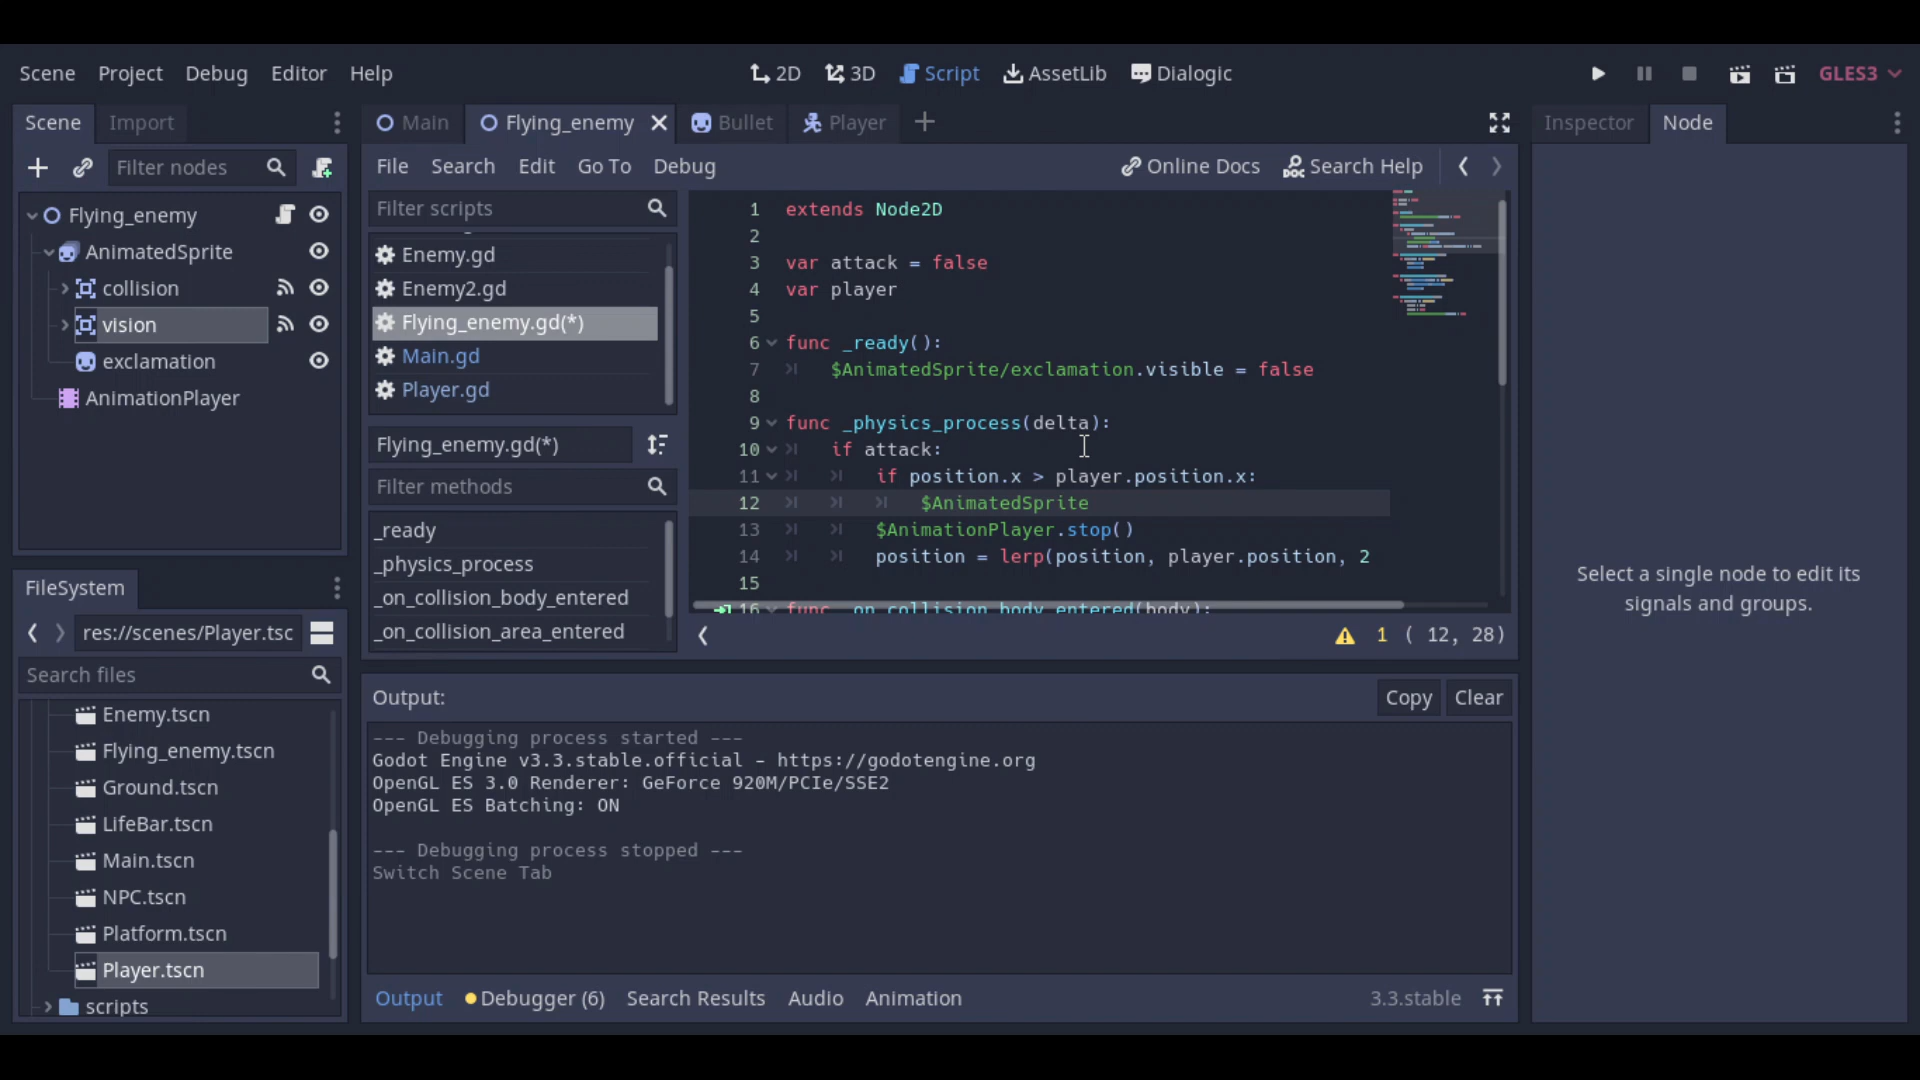 Scene Project Debug Editor Help
2D 3D Script AssetLib Dialogic
GLES3
Scene Import
Filter nodes
Flying_enemy
AnimatedSprite
collision
vision
exclamation
AnimationPlayer
FileSystem
res://scenes/Player.tsc
Search files
Enemy.tscn
Flying_enemy.tscn
Ground.tscn
LifeBar.tscn
Main.tscn
NPC.tscn
Platform.tscn
Player.tscn
scripts
Main Flying_enemy Bullet Player
File Search Edit Go To Debug
Online Docs Search Help
Filter scripts
Enemy.gd
Enemy2.gd
Flying_enemy.gd(*)
Main.gd
Player.gd
Flying_enemy.gd(*)
Filter methods
_ready
_physics_process
_on_collision_body_entered
_on_collision_area_entered
1 extends Node2D
2
3 var attack = false
4 var player
5
6 func _ready():
7 $AnimatedSprite/exclamation.visible = false
8
9 func _physics_process(delta):
10 if attack:
11 if position.x > player.position.x:
12 $AnimatedSprite
13 $AnimationPlayer.stop()
14 position = lerp(position, player.position, 2
15
16 func _on_collision_body_entered(body):
1 ( 12, 28)
Output:
Copy Clear
--- Debugging process started ---
Godot Engine v3.3.stable.official - https://godotengine.org
OpenGL ES 3.0 Renderer: GeForce 920M/PCIe/SSE2
OpenGL ES Batching: ON
--- Debugging process stopped ---
Switch Scene Tab
Output Debugger (6) Search Results Audio Animation
3.3.stable
Inspector Node
Select a single node to edit its
signals and groups.